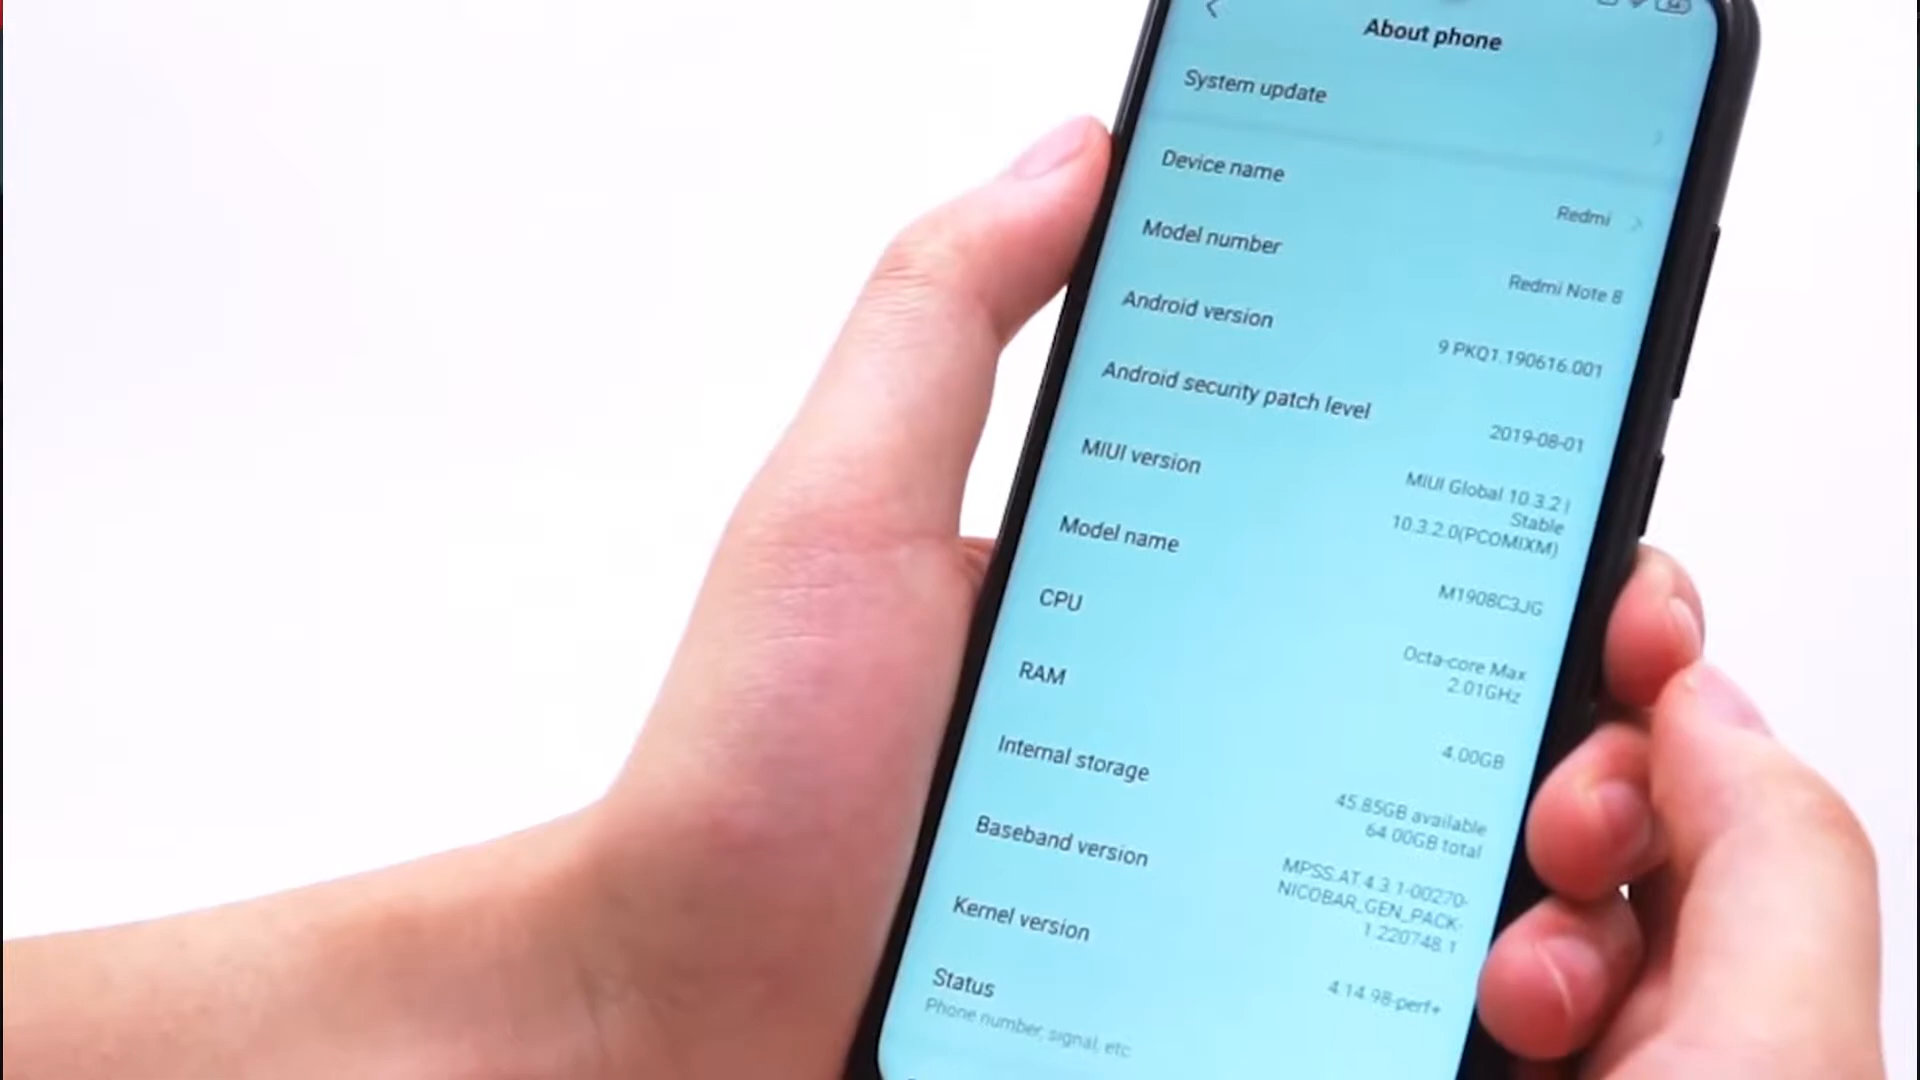 About phone
System update
Device name
Redmi
Model number
Redmi Note 8
Android version
9 PKQ1.190616.001
Android security patch level
2019-08-01
MIUI version
MIUI Global 10.3.2 |
Stable
10.3.2.0(PCOMIXM)
Model name
M1908C3JG
CPU
Octa-core Max
2.01GHz
RAM
4.00GB
Internal storage
45.85GB available
64.00GB total
Baseband version
MPSS.AT.4.3.1-00270-
NICOBAR_GEN_PACK-
1.220748.1
Kernel version
4.14.98-perf+
Status
Phone number, signal, etc